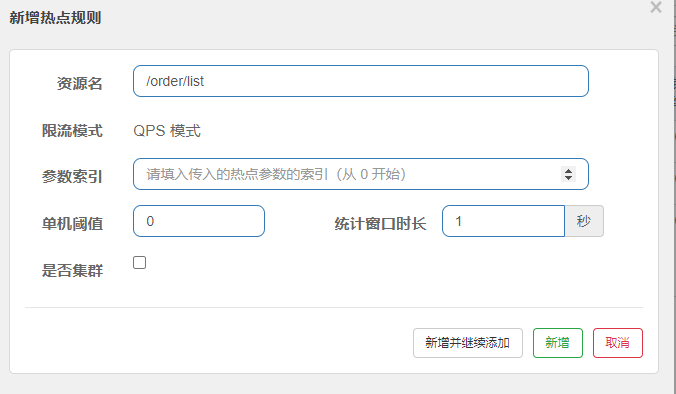 新增热点规则
资源名 /order/list
限流模式 QPS 模式
参数索引 请填入传入的热点参数的索引（从 0 开始）
单机阈值 0 统计窗口时长 1 秒
是否集群
新增并继续添加 新增 取消